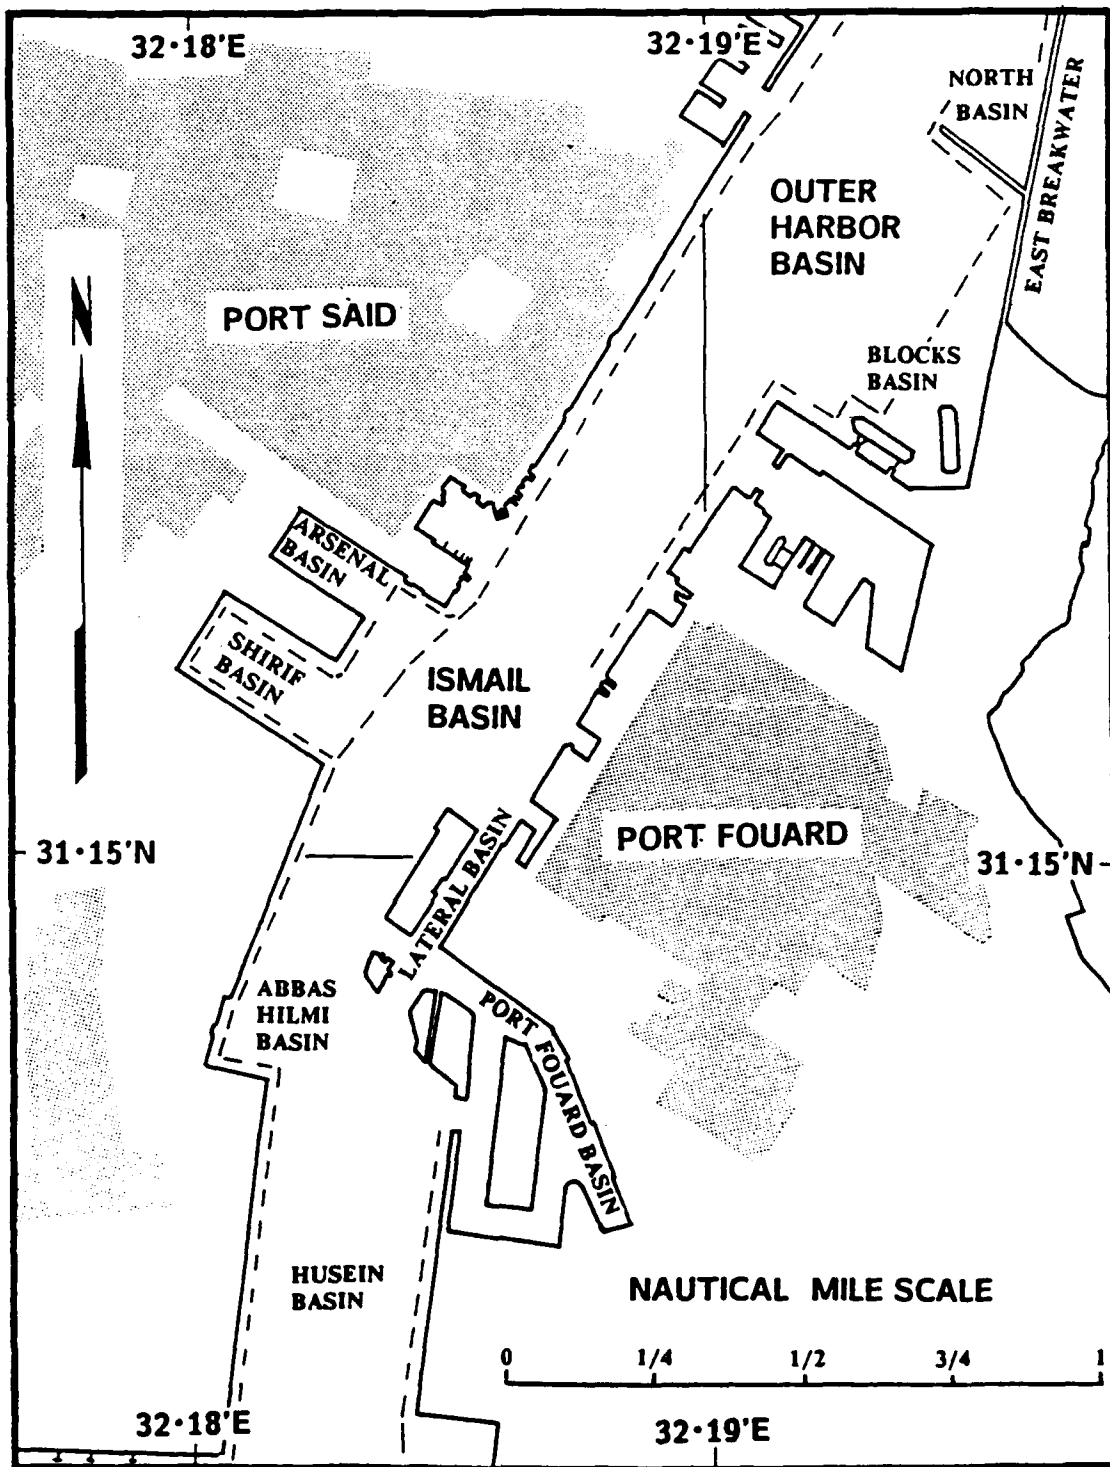 32·18'E
32·19'E
NORTH
BASIN
EAST BREAKWATER
OUTER
HARBOR
BASIN
N
PORT SAID
BLOCKS
BASIN
ARSENAL
BASIN
SHIRIF
BASIN
ISMAIL
BASIN
31·15'N
PORT FOUARD
31·15'N
LATERAL BASIN
ABBAS
HILMI
BASIN
PORT FOUARD BASIN
HUSEIN
BASIN
NAUTICAL MILE SCALE
0 1/4 1/2 3/4 1
32·18'E
32·19'E